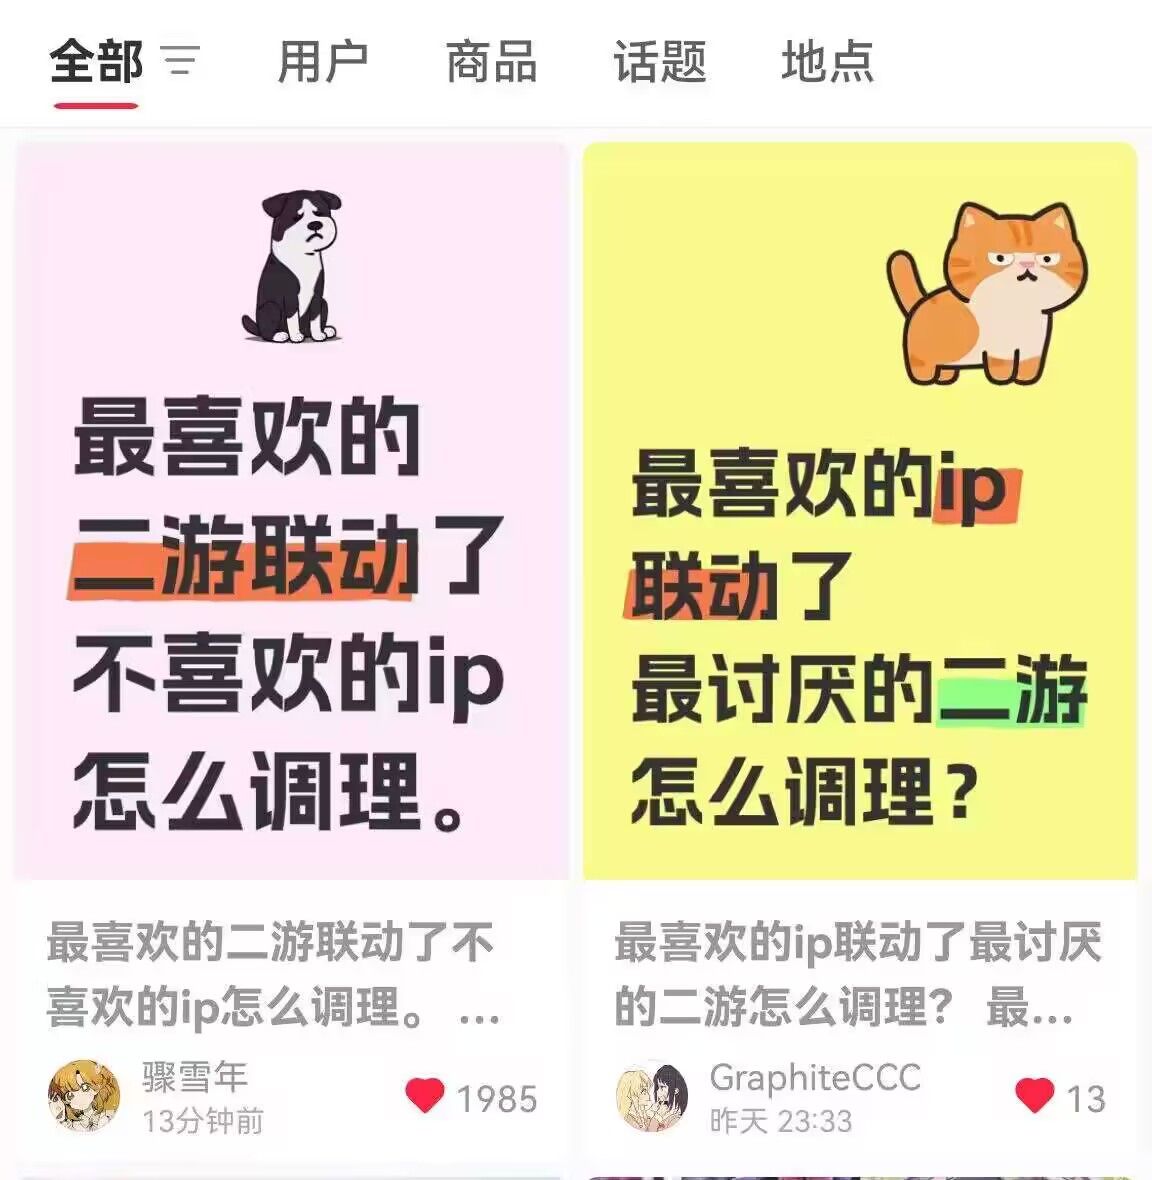 全部 用户 商品 话题 地点
最喜欢的
二游联动了
不喜欢的ip
怎么调理。
最喜欢的二游联动了不
喜欢的ip怎么调理。 ...
骤雪年
13分钟前
1985
最喜欢的ip
联动了
最讨厌的二游
怎么调理?
最喜欢的ip联动了最讨厌
的二游怎么调理? 最...
GraphiteCCC
昨天 23:33
13